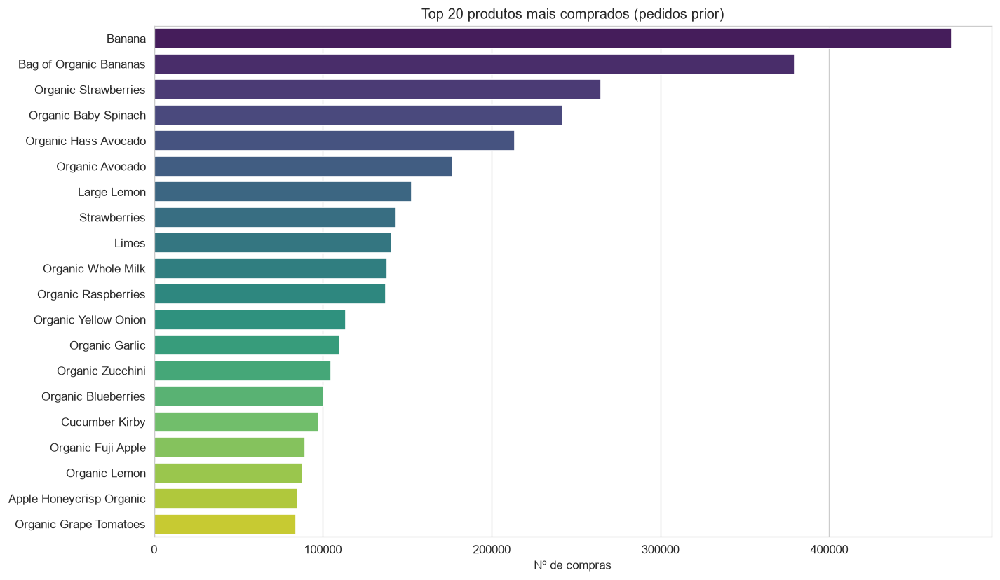 Top 20 produtos mais comprados (pedidos prior)
Banana
Bag of Organic Bananas
Organic Strawberries
Organic Baby Spinach
Organic Hass Avocado
Organic Avocado
Large Lemon
Strawberries
Limes
Organic Whole Milk
Organic Raspberries
Organic Yellow Onion
Organic Garlic
Organic Zucchini
Organic Blueberries
Cucumber Kirby
Organic Fuji Apple
Organic Lemon
Apple Honeycrisp Organic
Organic Grape Tomatoes
0 100000 200000 300000 400000
Nº de compras